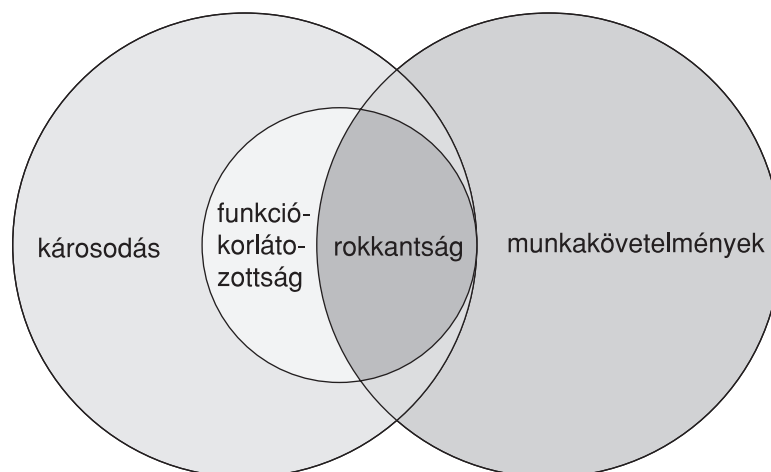 károsodás
funkció-
korláto-
zottság
rokkantság
munkakövetelmények